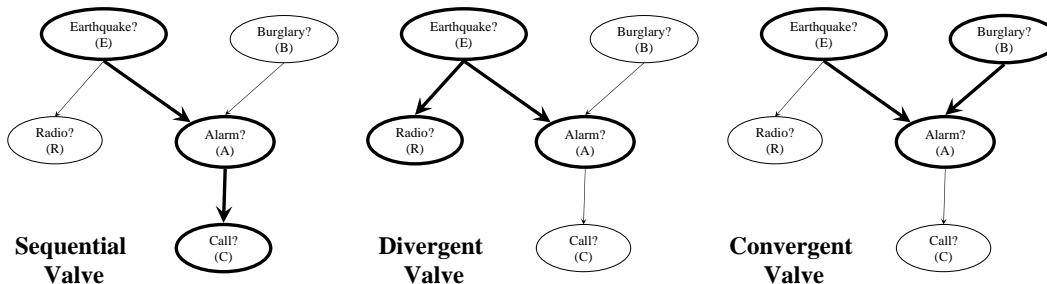 Earthquake?
(E)
Burglary?
(B)
Radio?
(R)
Alarm?
(A)
Call?
(C)
Sequential
Valve
Earthquake?
(E)
Burglary?
(B)
Radio?
(R)
Alarm?
(A)
Call?
(C)
Divergent
Valve
Earthquake?
(E)
Burglary?
(B)
Radio?
(R)
Alarm?
(A)
Call?
(C)
Convergent
Valve